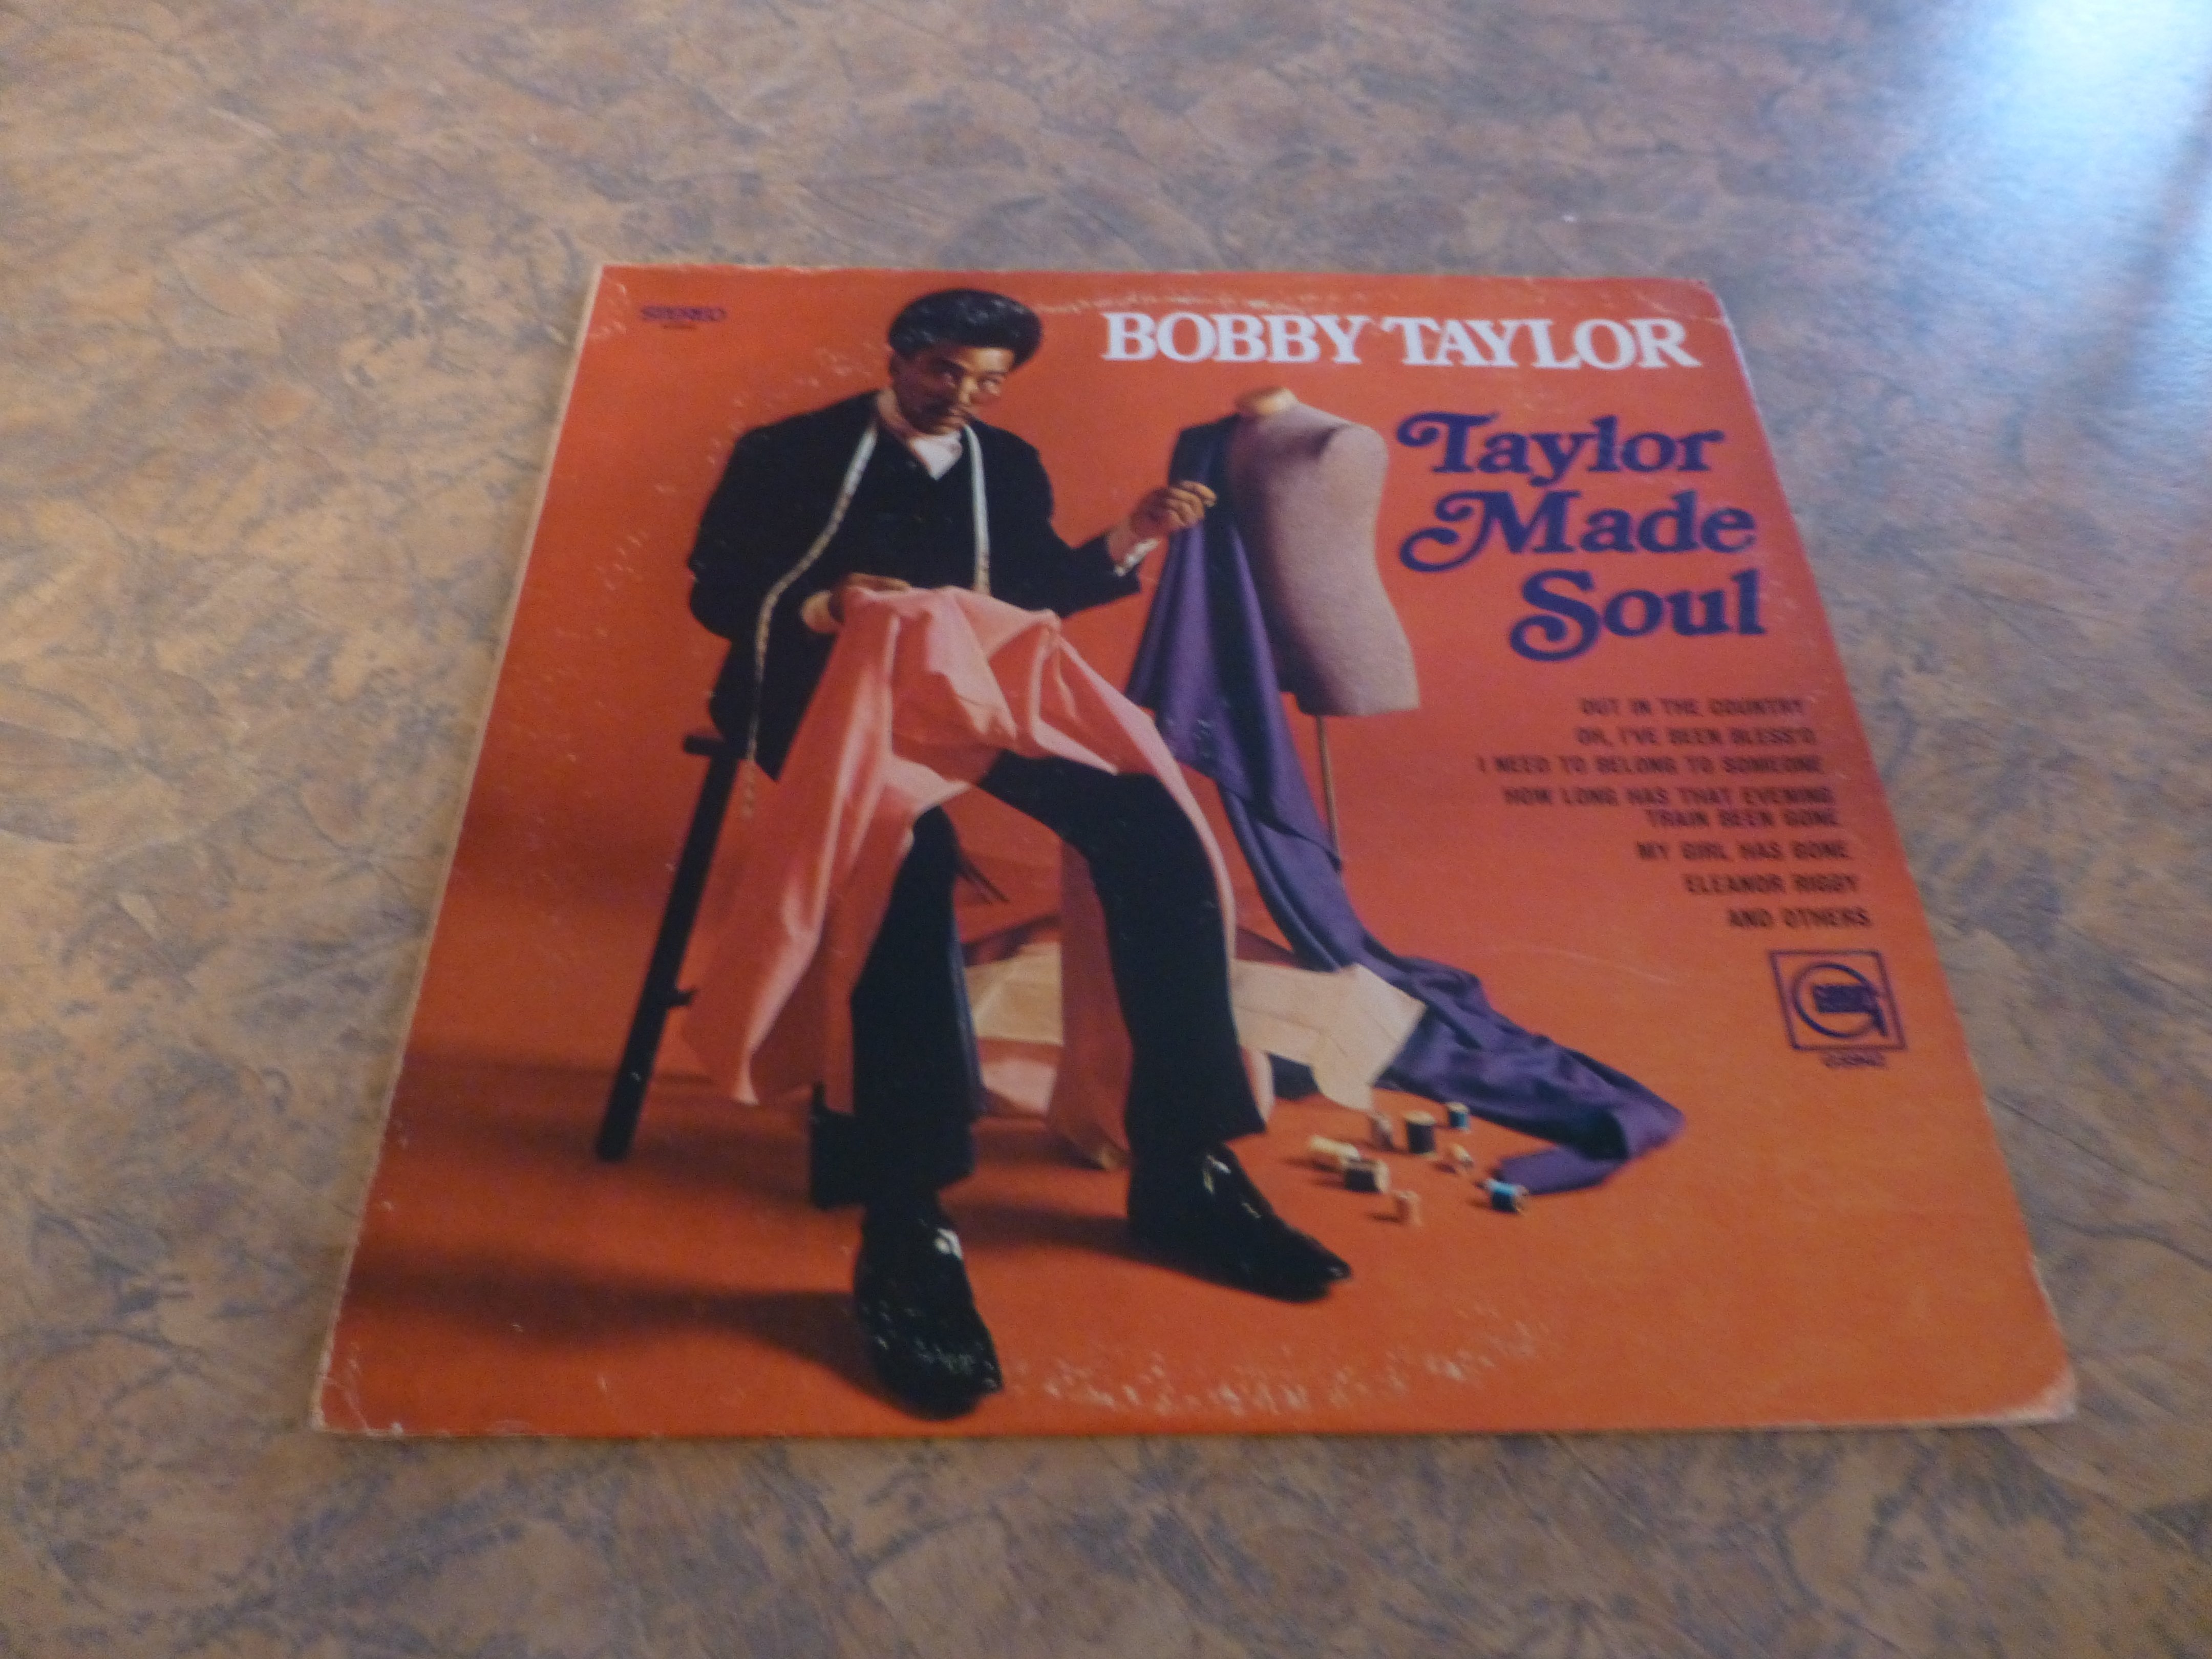 STEREO
BOBBY TAYLOR
Taylor
Made
Soul
OUT IN THE COUNTRY
OH, I'VE BEEN BLESS'D
I NEED TO BELONG TO SOMEONE
HOW LONG HAS THAT EVENING
TRAIN BEEN GONE
MY GIRL HAS GONE
ELEANOR RIGBY
AND OTHERS